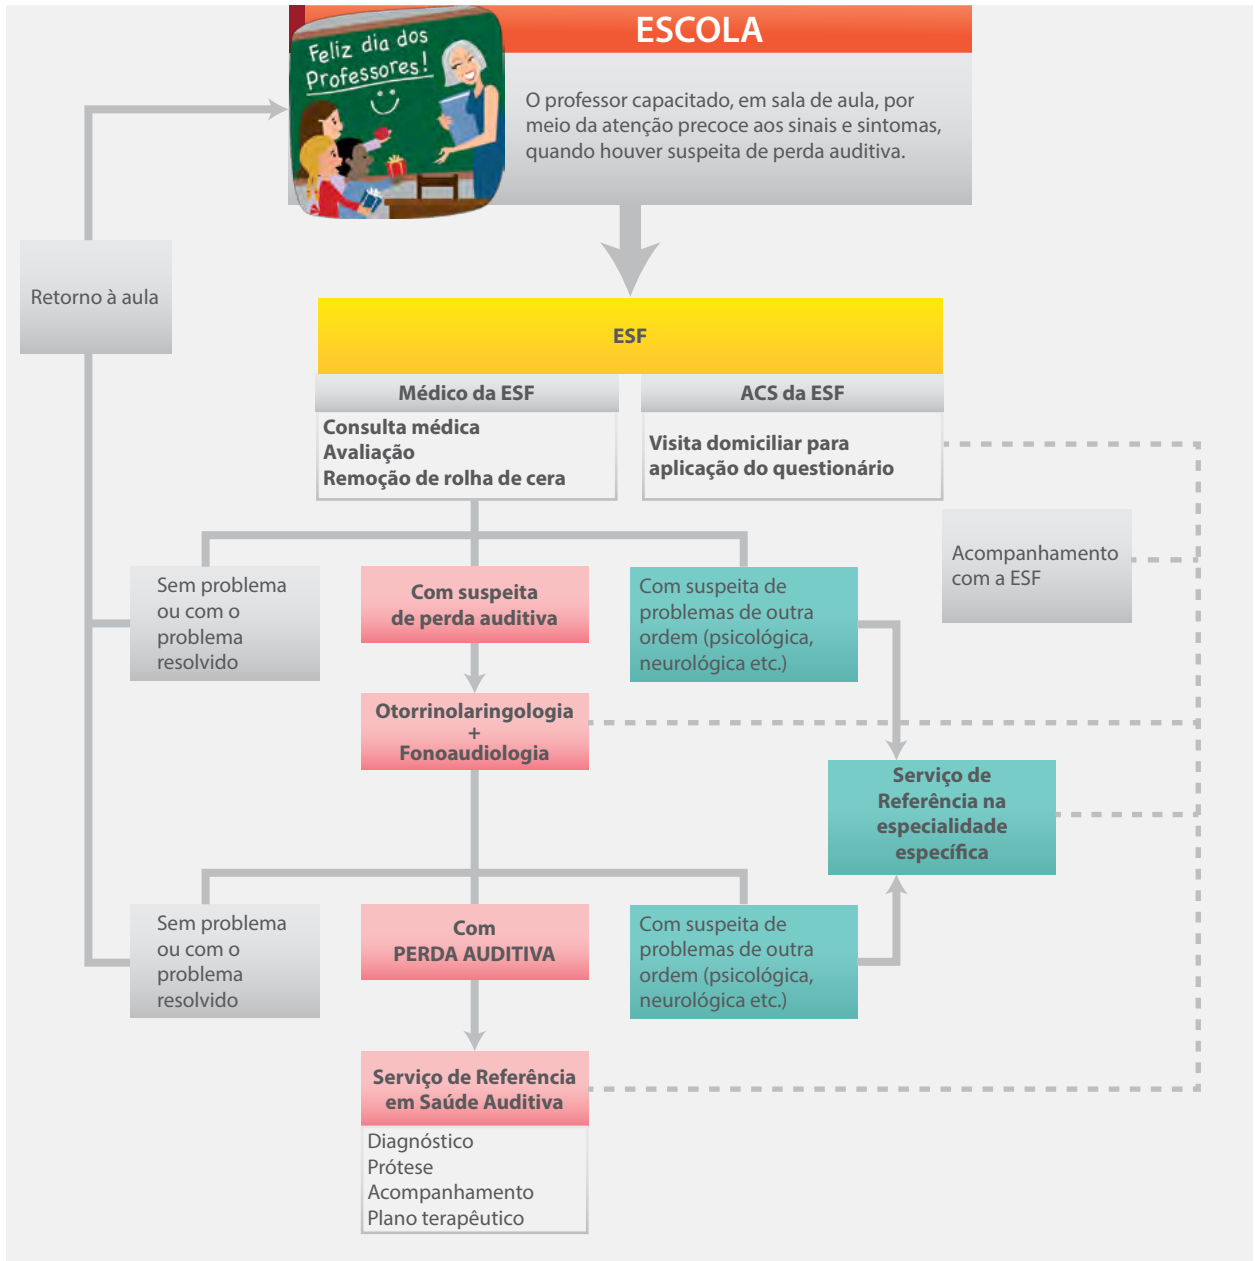 ESCOLA
Feliz dia dos
Professores!
O professor capacitado, em sala de aula, por
meio da atenção precoce aos sinais e sintomas,
quando houver suspeita de perda auditiva.
Retorno à aula
ESF
Médico da ESF
Consulta médica
Avaliação
Remoção de rolha de cera
ACS da ESF
Visita domiciliar para
aplicação do questionário
Acompanhamento
com a ESF
Sem problema
ou com o
problema
resolvido
Com suspeita
de perda auditiva
Com suspeita de
problemas de outra
ordem (psicológica,
neurológica etc.)
Otorrinolaringologia
+
Fonoaudiologia
Serviço de
Referência na
especialidade
específica
Sem problema
ou com o
problema
resolvido
Com
PERDA AUDITIVA
Com suspeita de
problemas de outra
ordem (psicológica,
neurológica etc.)
Serviço de Referência
em Saúde Auditiva
Diagnóstico
Prótese
Acompanhamento
Plano terapêutico